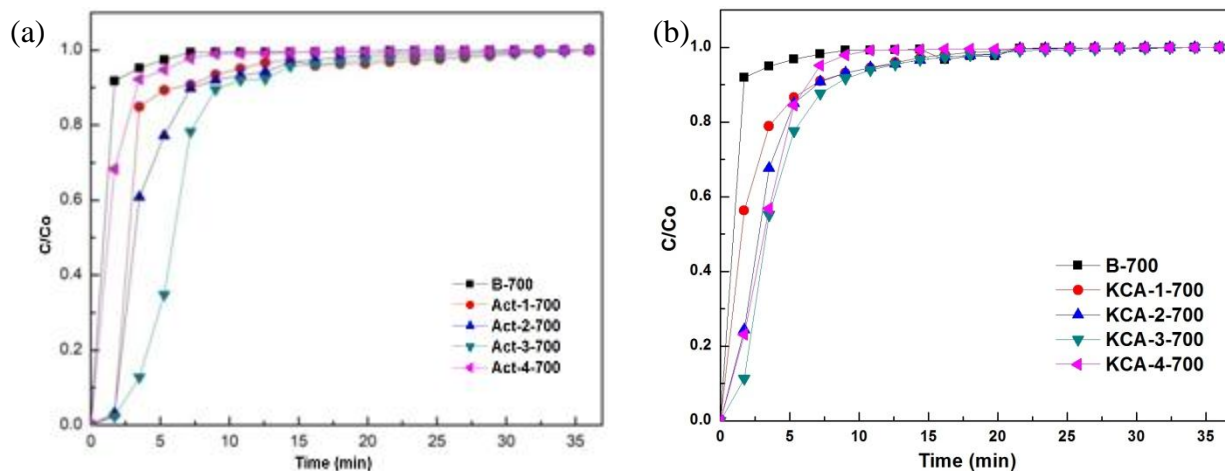 (a)
1.0
0.8
0.6
0.4
0.2
0.0
C/Co
0 5 10 15 20 25 30 35
Time (min)
B-700
Act-1-700
Act-2-700
Act-3-700
Act-4-700
(b)
1.0
0.8
0.6
0.4
0.2
0.0
C/Co
0 5 10 15 20 25 30 35
Time (min)
B-700
KCA-1-700
KCA-2-700
KCA-3-700
KCA-4-700